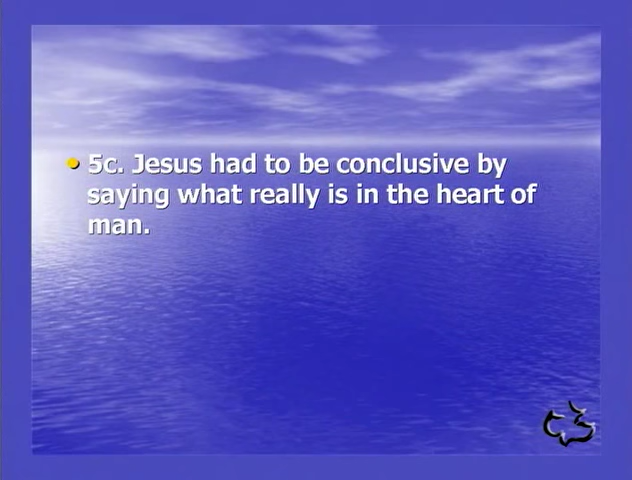 5c. Jesus had to be conclusive by
saying what really is in the heart of
man.